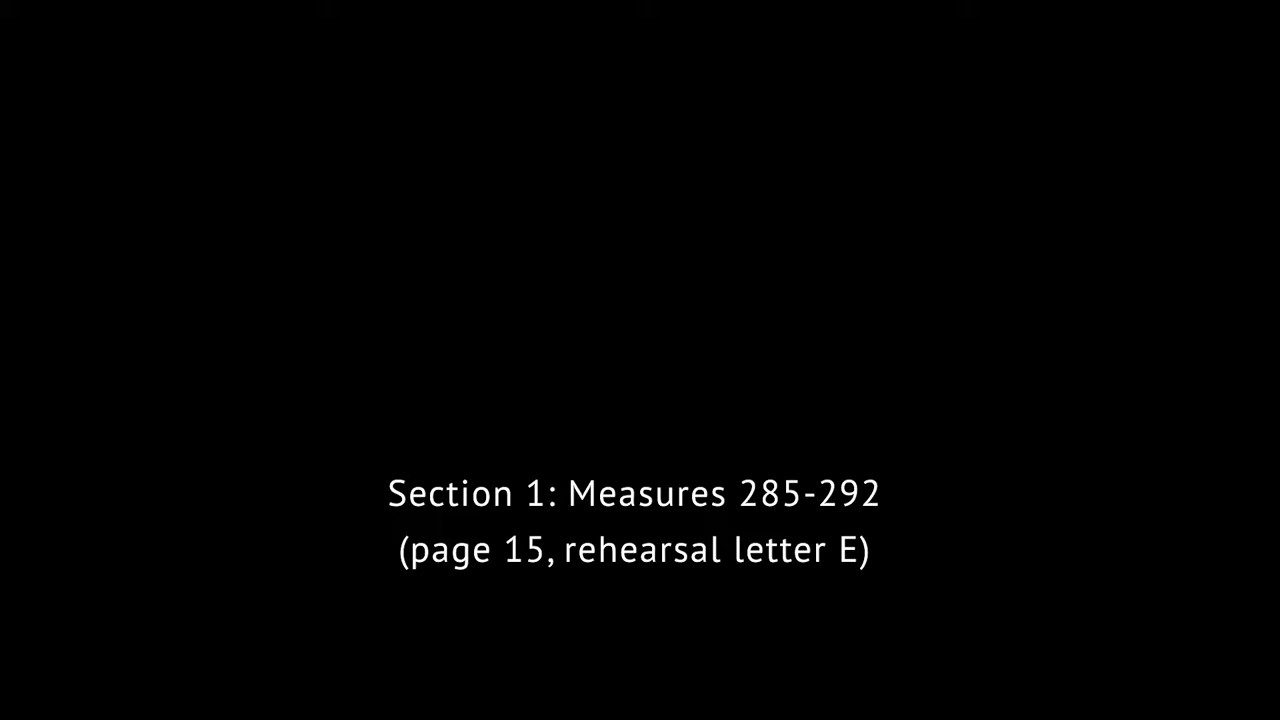 Section 1: Measures 285-292
(page 15, rehearsal letter E)